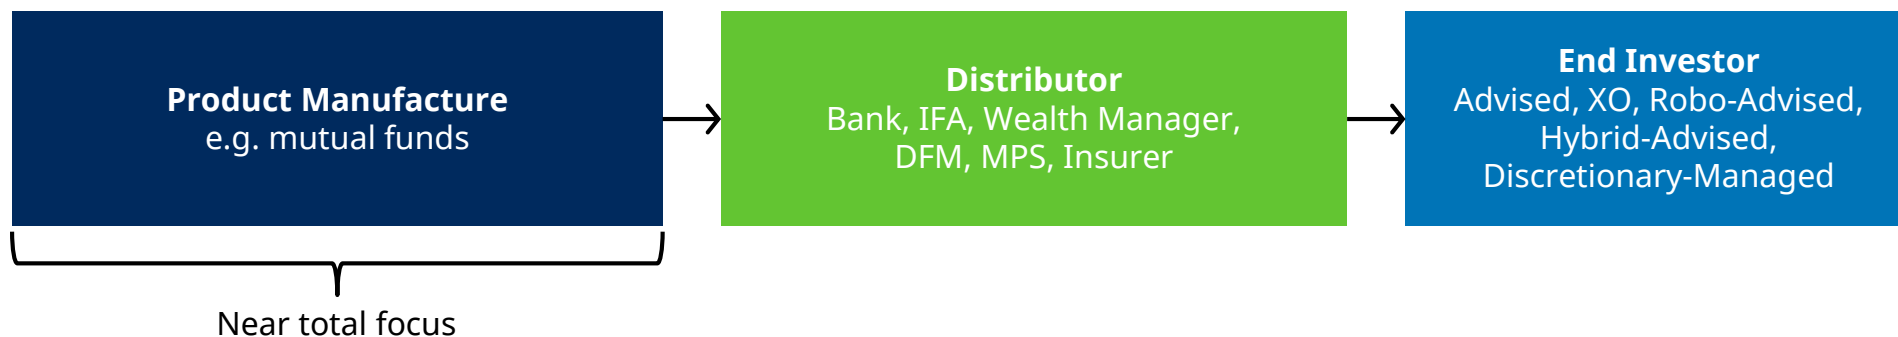 Product Manufacture
e.g. mutual funds
Distributor
Bank, IFA, Wealth Manager,
DFM, MPS, Insurer
End Investor
Advised, XO, Robo-Advised,
Hybrid-Advised,
Discretionary-Managed
Near total focus